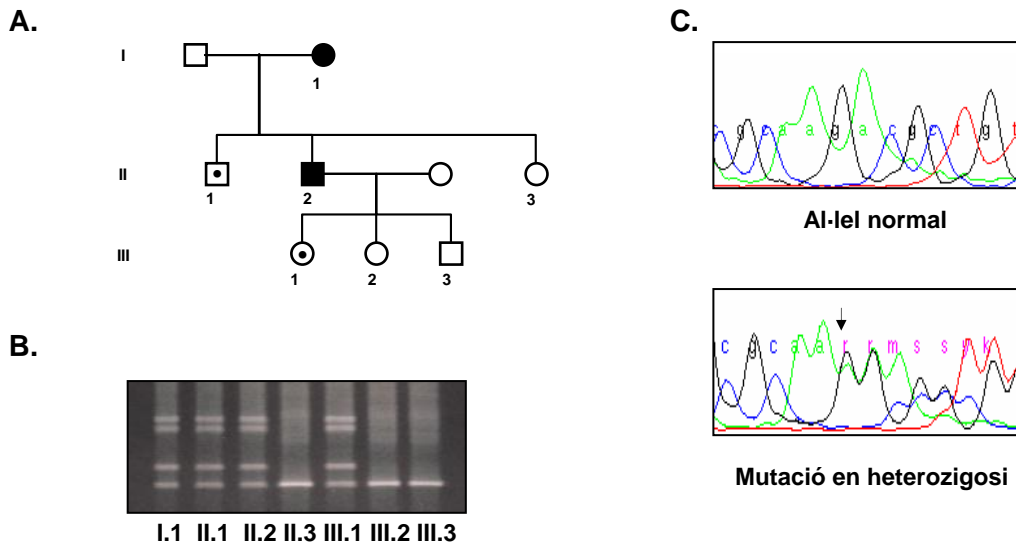 A.
I
1
II
1
2
3
III
1
2
3
B.
I.1 II.1 II.2 II.3 III.1 III.2 III.3
C.
c g c a a g a c g c t g t
Al·lel normal
c g c a a r r m s s y k
Mutació en heterozigosi